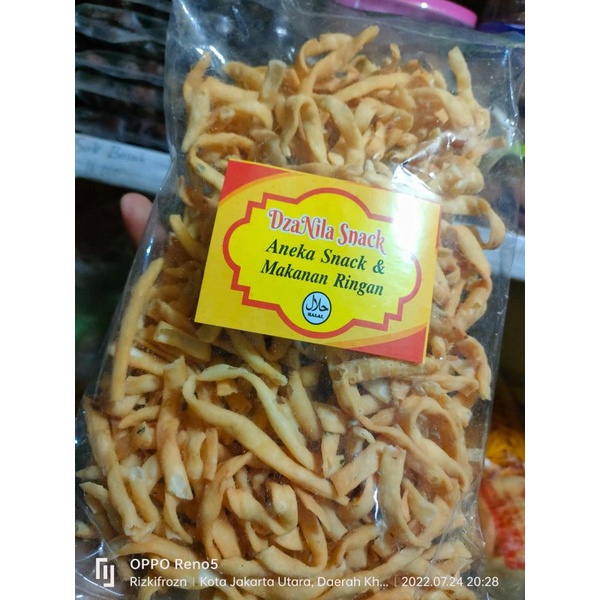 DzaNila Snack
Aneka Snack &
Makanan Ringan
حلال
HALAL
OPPO Reno5
Rizkifrozn | Kota Jakarta Utara, Daerah Kh... | 2022.07.24 20:28